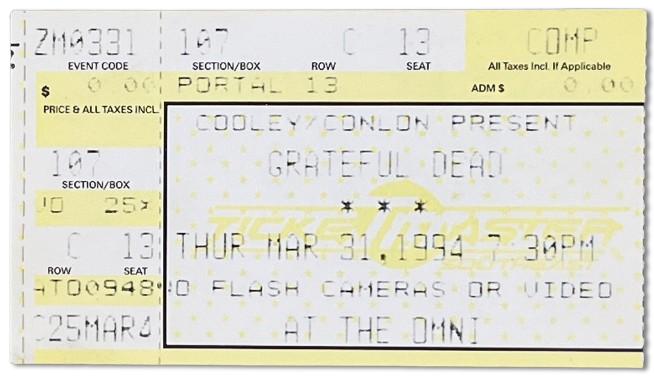 ZM0331 107 C 13 COMP
EVENT CODE SECTION/BOX ROW SEAT All Taxes Incl. If Applicable
$ 0.00 PORTAL 13 ADM $ 0.00
PRICE & ALL TAXES INCL.
COOLEY/CONLON PRESENT
107 GRATEFUL DEAD
SECTION/BOX
25X * * *
TICKETMASTER
C 13 THUR MAR 31,1994 7:30PM
ROW SEAT
NO FLASH CAMERAS OR VIDEO
25MAR4 AT THE OMNI